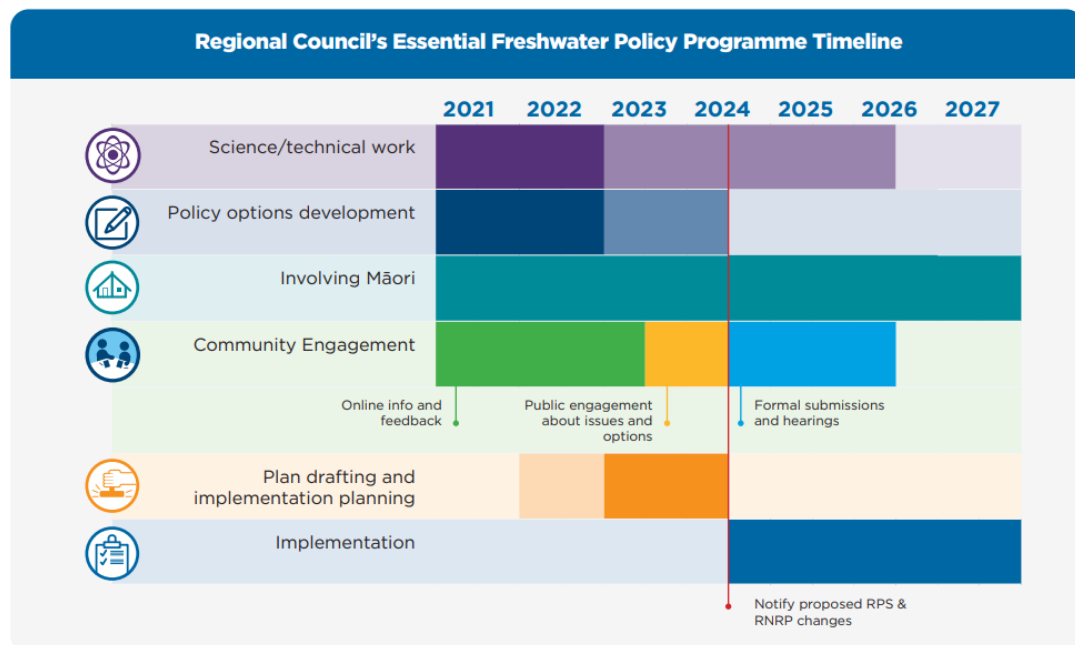 Regional Council's Essential Freshwater Policy Programme Timeline
2021 2022 2023 2024 2025 2026 2027
Science/technical work
Policy options development
Involving Māori
Community Engagement
Online info and
feedback
Public engagement
about issues and
options
Formal submissions
and hearings
Plan drafting and
implementation planning
Implementation
Notify proposed RPS &
RNRP changes